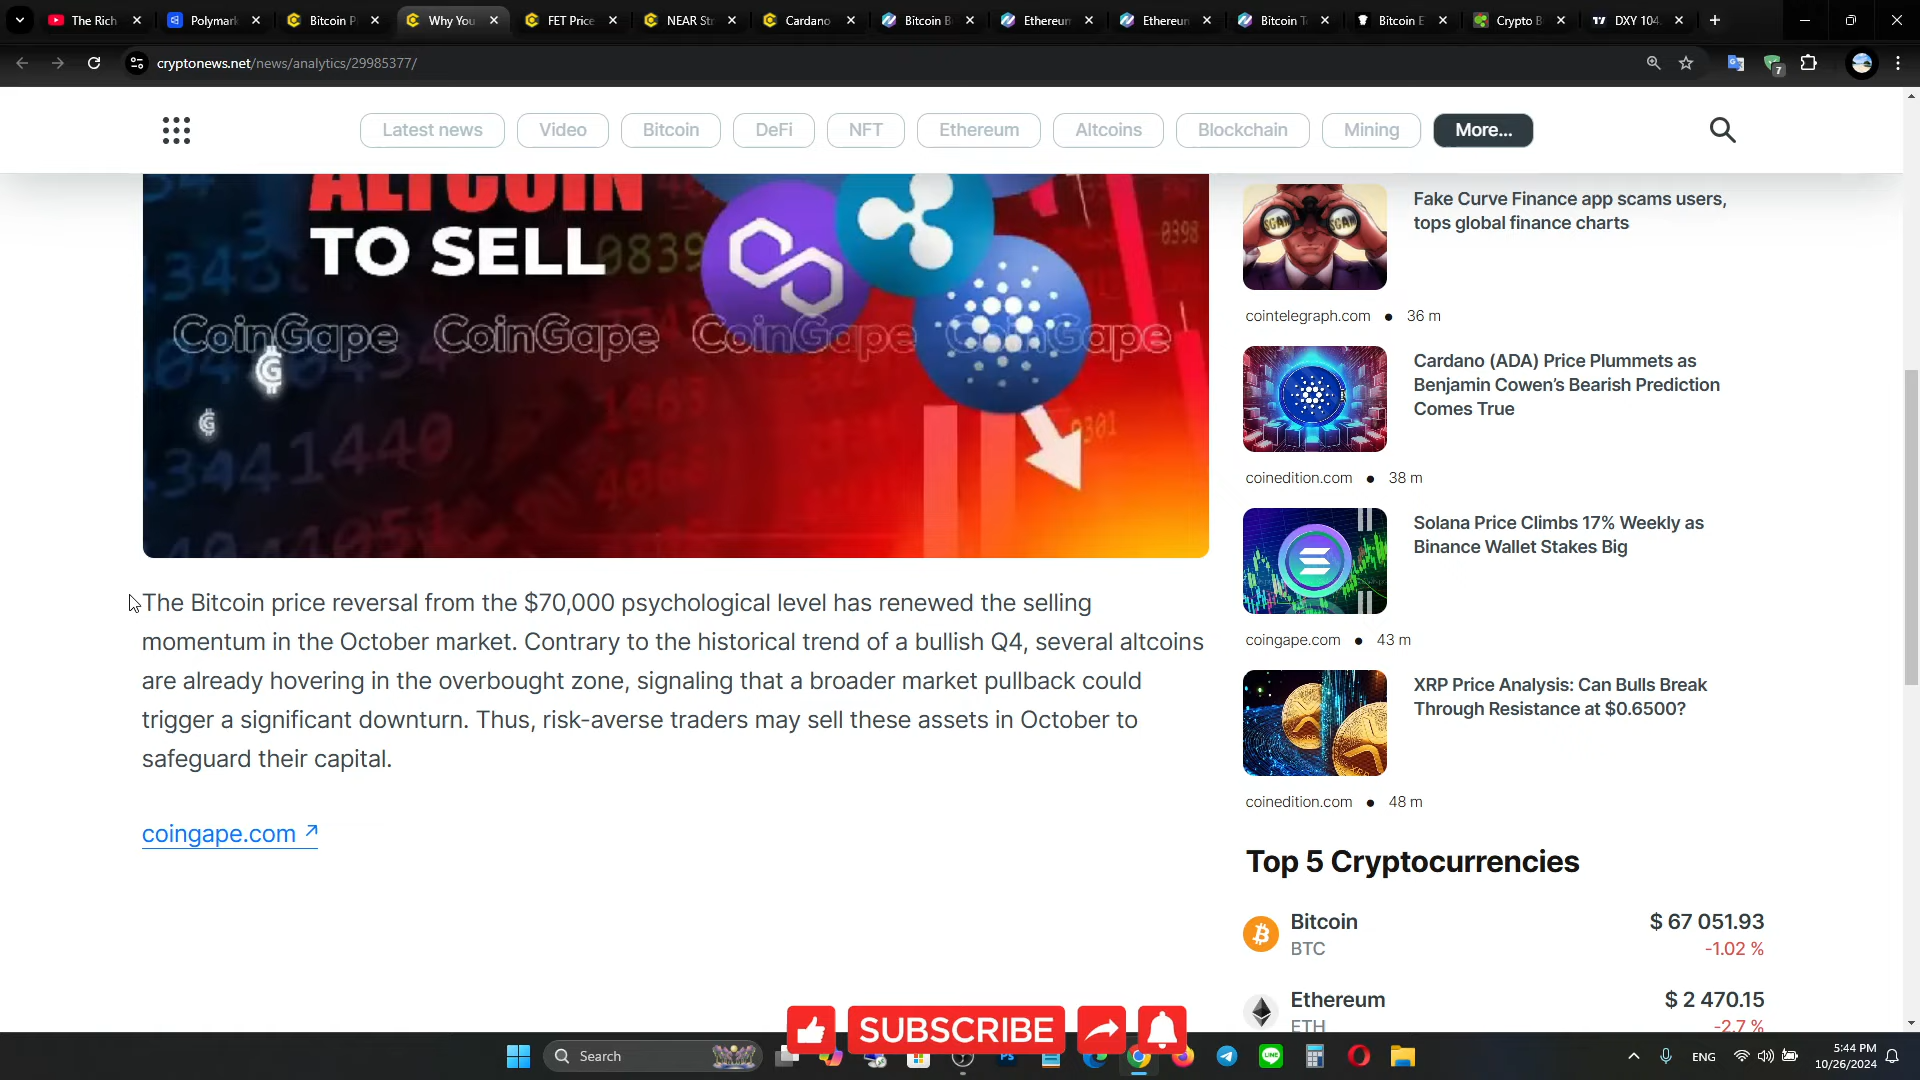 The Rich
Polymark
Bitcoin P
Why You
FET Price
NEAR Str
Cardano
Bitcoin B
Ethereum
Ethereum
Bitcoin T
Bitcoin E
Crypto B
DXY 104.
cryptonews.net/news/analytics/29985377/
7
Latest news
Video
Bitcoin
DeFi
NFT
Ethereum
Altcoins
Blockchain
Mining
More...
ALTCOIN
TO SELL
CoinGape CoinGape CoinGape CoinGape
The Bitcoin price reversal from the $70,000 psychological level has renewed the selling
momentum in the October market. Contrary to the historical trend of a bullish Q4, several altcoins
are already hovering in the overbought zone, signaling that a broader market pullback could
trigger a significant downturn. Thus, risk-averse traders may sell these assets in October to
safeguard their capital.
coingape.com
Fake Curve Finance app scams users,
tops global finance charts
cointelegraph.com • 36 m
Cardano (ADA) Price Plummets as
Benjamin Cowen's Bearish Prediction
Comes True
coinedition.com • 38 m
Solana Price Climbs 17% Weekly as
Binance Wallet Stakes Big
coingape.com • 43 m
XRP Price Analysis: Can Bulls Break
Through Resistance at $0.6500?
coinedition.com • 48 m
Top 5 Cryptocurrencies
Bitcoin
$ 67 051.93
BTC
-1.02 %
Ethereum
$ 2 470.15
ETH
-2.7 %
SUBSCRIBE
Search
ENG
5:44 PM
10/26/2024